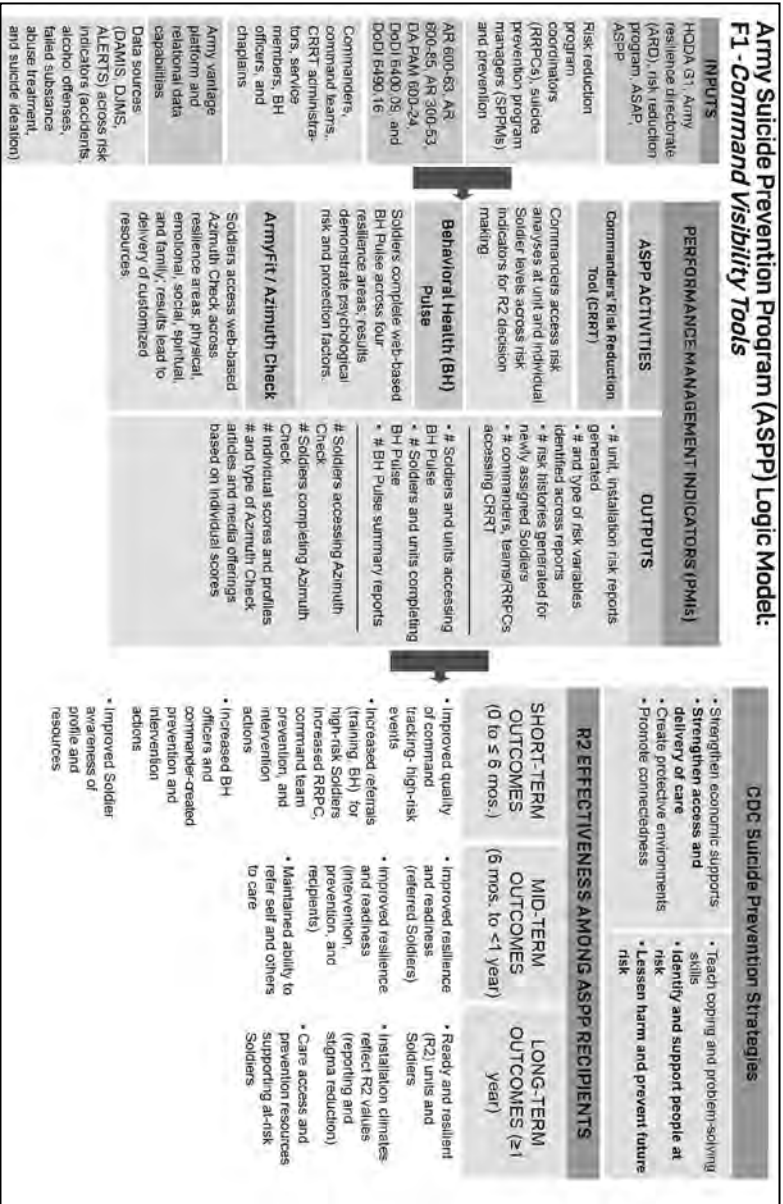 Army Suicide Prevention Program (ASPP) Logic Model:
F1 - Command Visibility Tools
INPUTS
HQDA G1, Army
resilience directorate
(ARD), risk reduction
program, ASAP,
ASPP
Risk reduction
program
coordinators
(RRPCs), suicide
prevention program
managers (SPPMs)
and prevention
AR 600-63, AR
600-85, AR 300-53,
DA PAM 600-24,
DoDI 6400.09, and
DoDI 6490.16
Commanders,
command teams,
CRRT administra-
tors, service
members, BH
officers, and
chaplains
Army vantage
platform and
relational data
capabilities
Data sources
(DAMIS, DJMS,
ALERTS) across risk
indicators (accidents,
alcohol offenses,
failed substance
abuse treatment,
and suicide ideation)
PERFORMANCE MANAGEMENT INDICATORS (PMIs)
ASPP ACTIVITIES
Commanders' Risk Reduction
Tool (CRRT)
Commanders access risk
analyses at unit and individual
Soldier levels across risk
indicators for R2 decision
making
Behavioral Health (BH)
Pulse
Soldiers complete web-based
BH Pulse across four
resiliance areas; results
demonstrate psychological
risk and protection factors.
ArmyFit / Azimuth Check
Soldiers access web-based
Azimuth Check across
resilience areas: physical,
emotional, social, spiritual,
and family; results lead to
delivery of customized
resources
OUTPUTS
• # unit, installation risk reports
generated
• # and type of risk variables
identified across reports
• # risk histories generated for
newly assigned Soldiers
• # commanders, teams/RRPCs
accessing CRRT
• # Soldiers and units accessing
BH Pulse
• # Soldiers and units completing
BH Pulse
• # BH Pulse summary reports
# Soldiers accessing Azimuth
Check
# Soldiers completing Azimuth
Check
# individual scores and profiles
# and type of Azimuth Check
articles and media offerings
based on individual scores
CDC Suicide Prevention Strategies
• Strengthen economic supports
• Strengthen access and
delivery of care
• Create protective environments
• Promote connectedness
• Teach coping and problem-solving
skills
• Identify and support people at
risk
• Lessen harm and prevent future
risk
R2 EFFECTIVENESS AMONG ASPP RECIPIENTS
SHORT-TERM
OUTCOMES
(0 to ≤ 6 mos.)
• Improved quality
of command
tracking- high-risk
events
• Increased referrals
(training, BH) for
high-risk Soldiers
Increased RRPC,
command team
prevention, and
intervention
actions
• Increased BH
officers and
commander-created
prevention and
intervention
actions
• Improved Soldier
awareness of
profile and
resources
MID-TERM
OUTCOMES
(6 mos. to <1 year)
• Improved resilience
and readiness
(referred Soldiers)
• Improved resilience
and readiness
(intervention,
prevention, and
recipients)
• Maintained ability to
refer self and others
to care
LONG-TERM
OUTCOMES (≥1
year)
• Ready and resilient
(R2) units and
Soldiers
• Installation climates
reflect R2 values
(reporting and
stigma reduction)
• Care access and
prevention resources
supporting at-risk
Soldiers